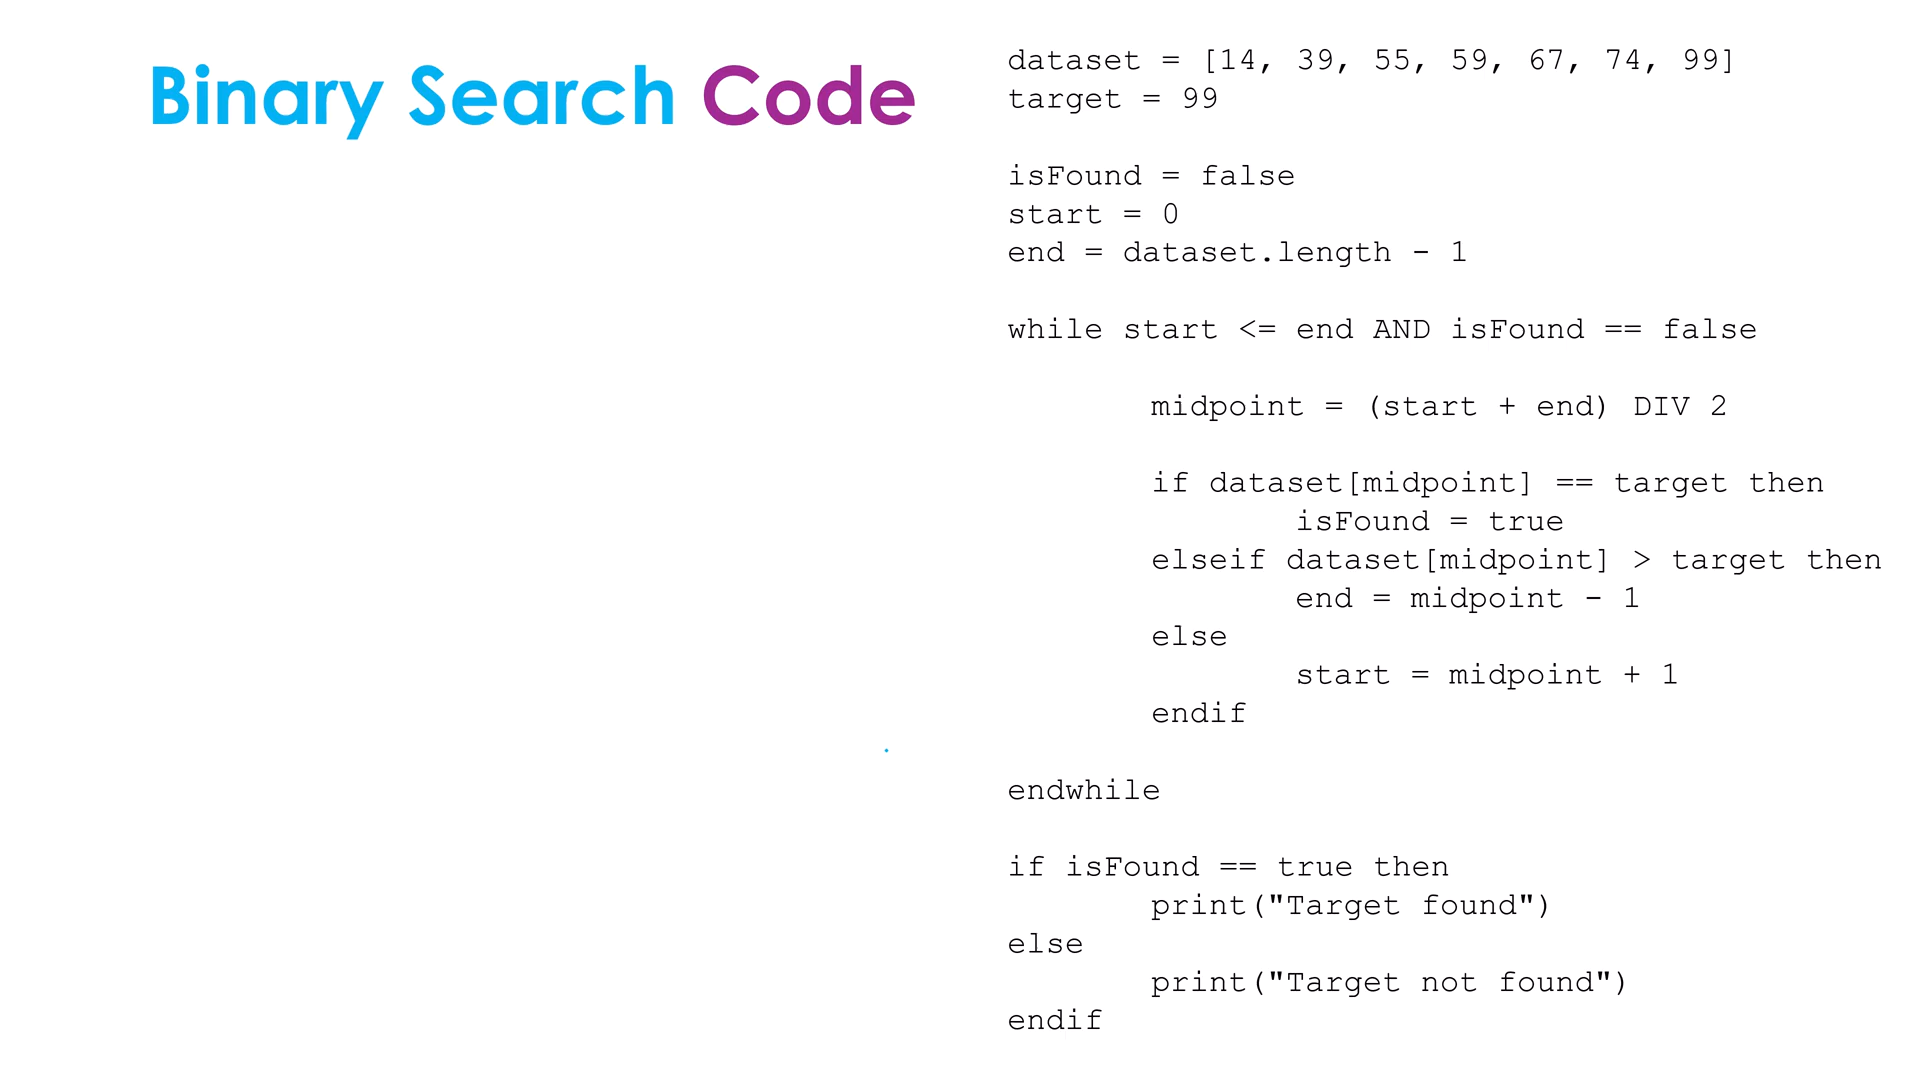 Binary Search Code
dataset = [14, 39, 55, 59, 67, 74, 99]
target = 99
isFound = false
start = 0
end = dataset.length - 1
while start <= end AND isFound == false
midpoint = (start + end) DIV 2
if dataset[midpoint] == target then
isFound = true
elseif dataset[midpoint] > target then
end = midpoint - 1
else
start = midpoint + 1
endif
endwhile
if isFound == true then
print("Target found")
else
print("Target not found")
endif